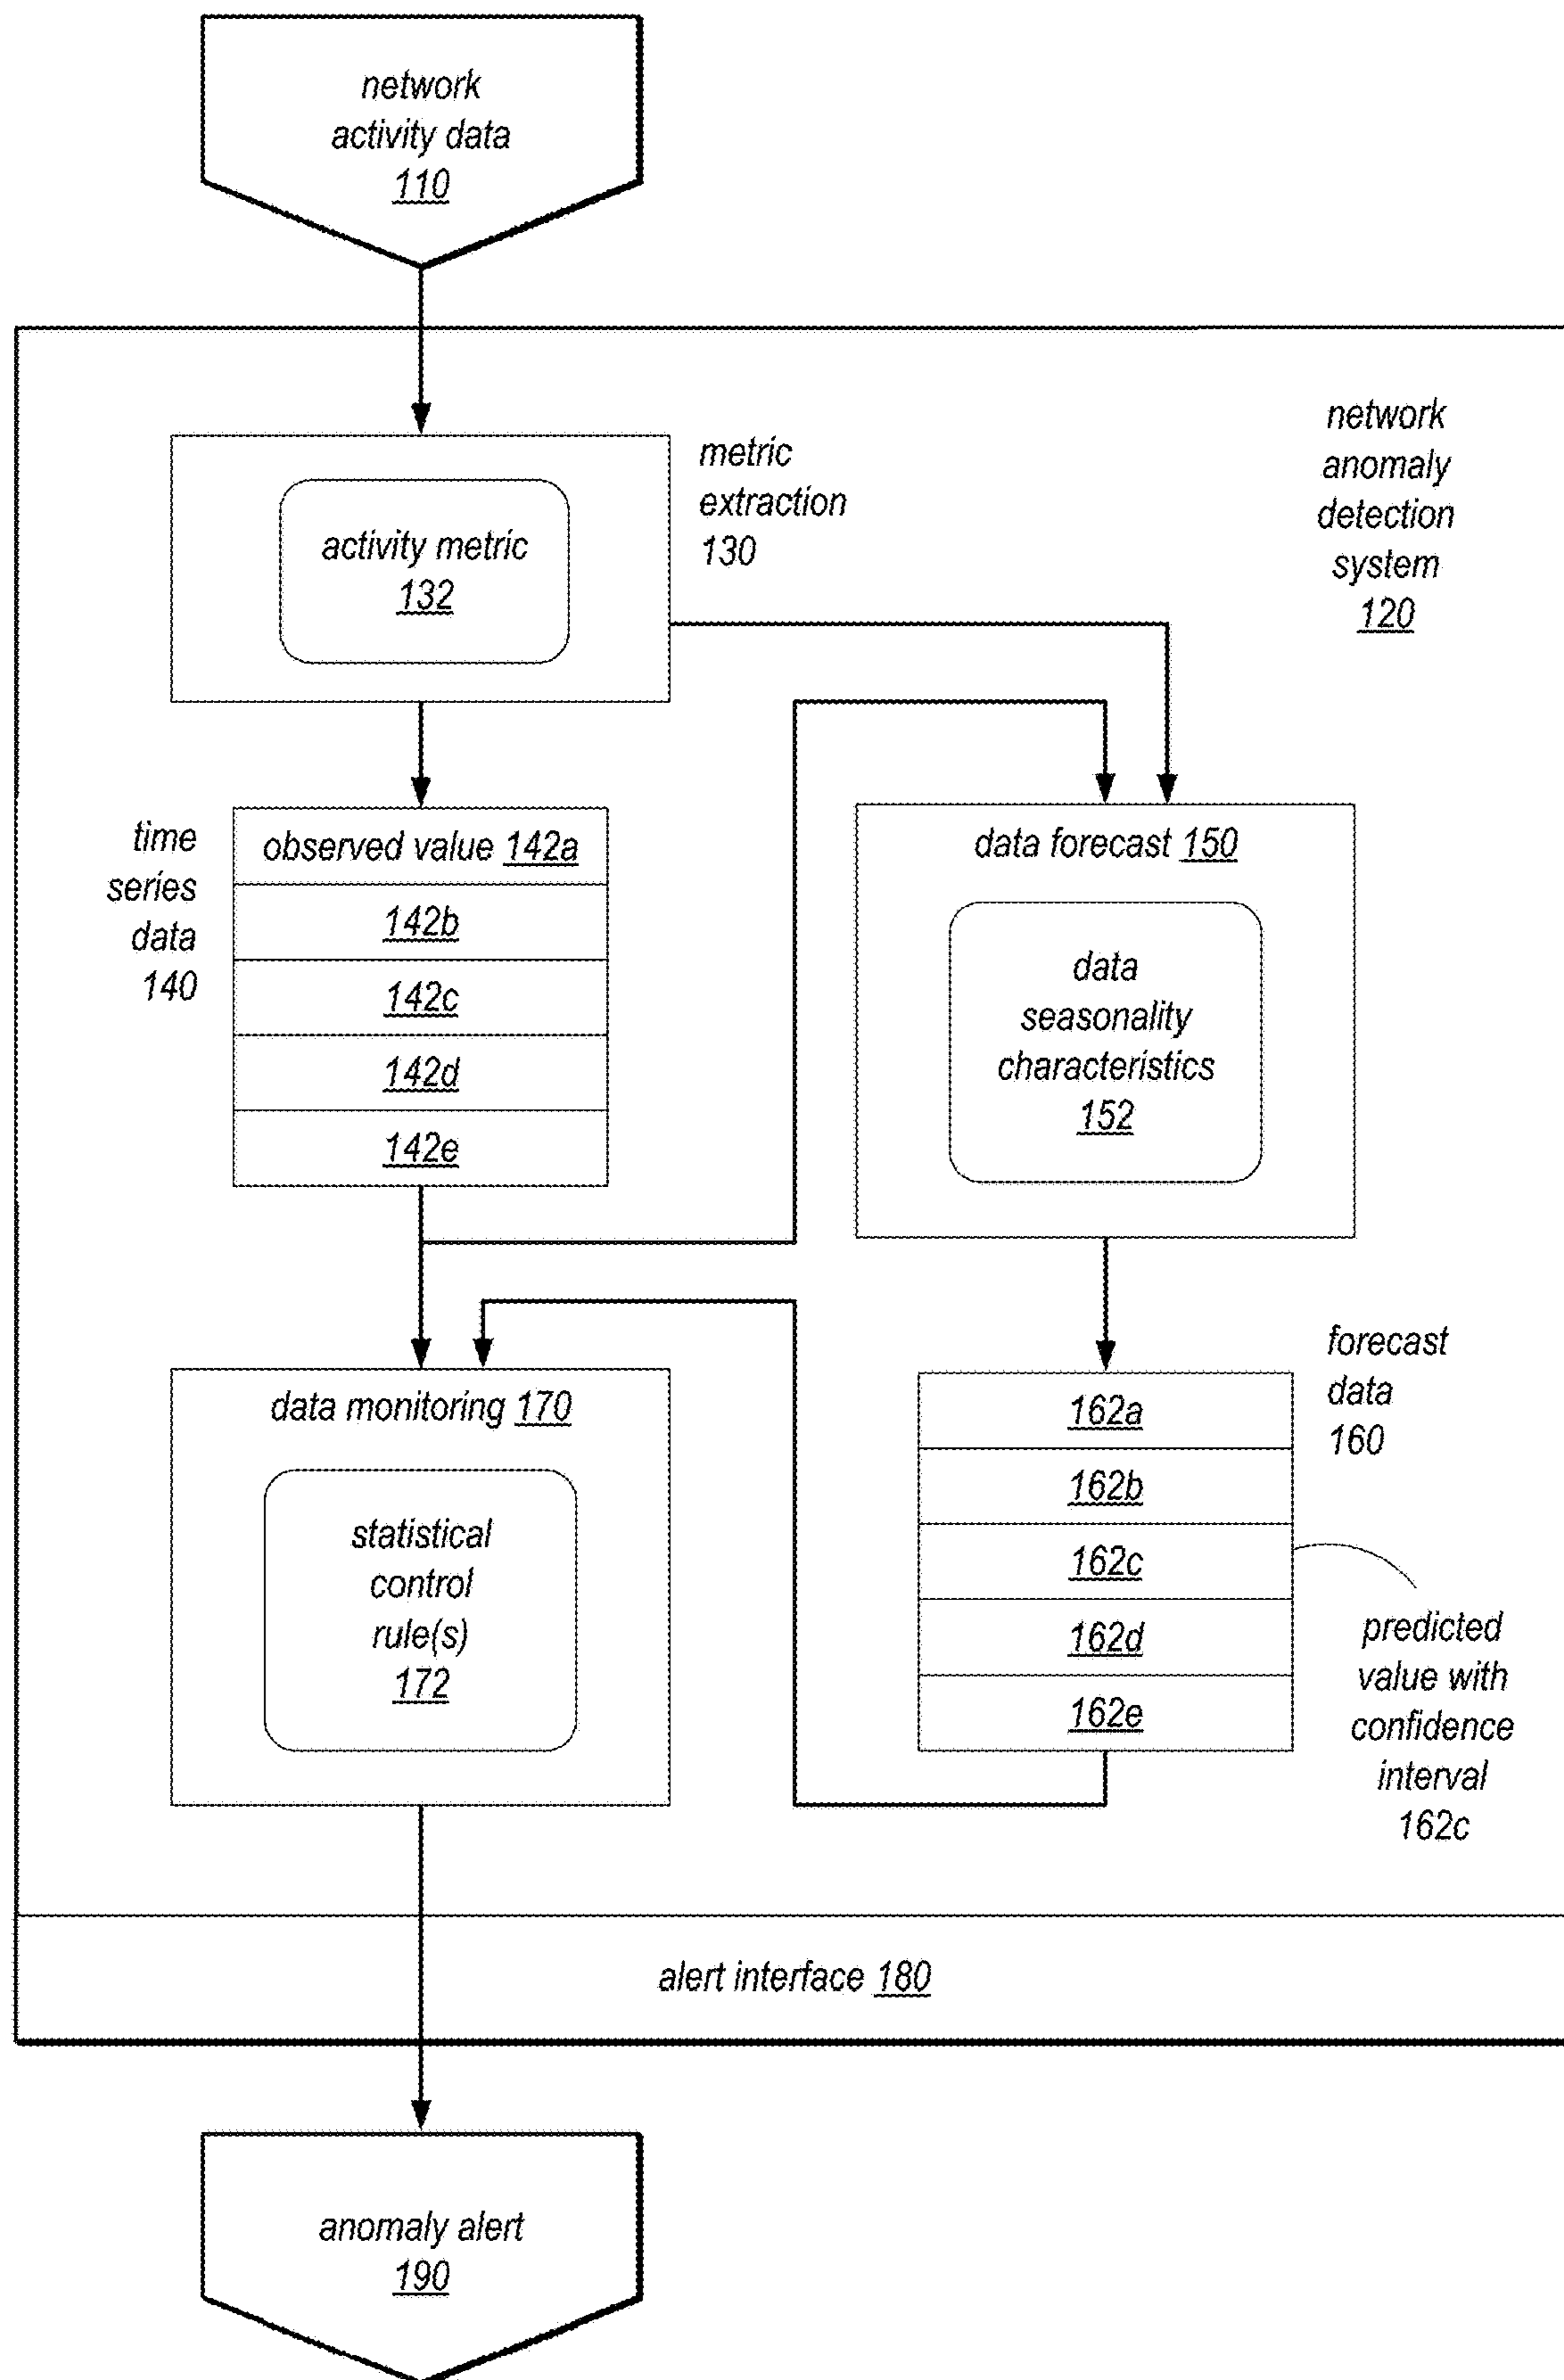 network
activity data
110
network
anomaly
detection
system
120
metric
extraction
130
activity metric
132
time
series
data
140
observed value 142a
142b
142c
142d
142e
data forecast 150
data
seasonality
characteristics
152
data monitoring 170
statistical
control
rule(s)
172
forecast
data
160
162a
162b
162c
162d
162e
predicted
value with
confidence
interval
162c
alert interface 180
anomaly alert
190